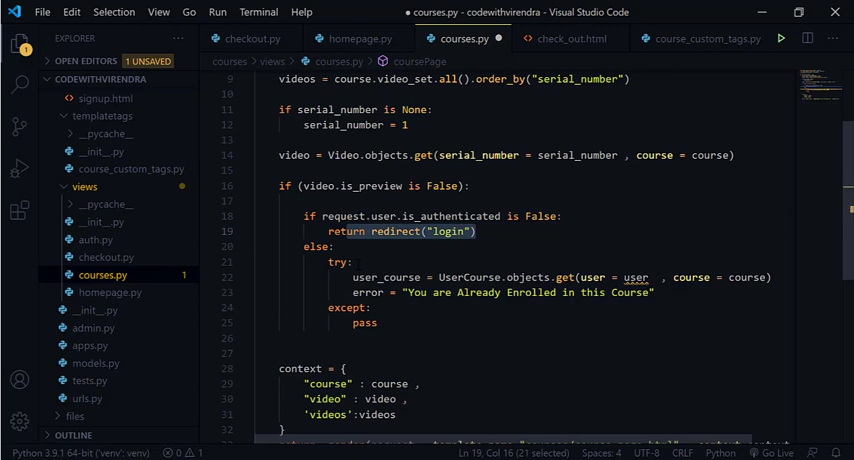 File Edit Selection View Go Run Terminal Help
● courses.py - codewithvirendra - Visual Studio Code
EXPLORER ...
checkout.py homepage.py courses.py ● check_out.html course_custom_tags.py
OPEN EDITORS 1 UNSAVED
CODEWITHVIRENDRA
signup.html
templatetags
__pycache__
__init__.py
course_custom_tags.py
views
__pycache__
__init__.py
auth.py
checkout.py
courses.py 1
homepage.py
__init__.py
admin.py
apps.py
models.py
tests.py
urls.py
files
OUTLINE
courses > views > courses.py > coursePage
9 videos = course.video_set.all().order_by("serial_number")
10
11 if serial_number is None:
12 serial_number = 1
13
14 video = Video.objects.get(serial_number = serial_number , course = course)
15
16 if (video.is_preview is False):
17
18 if request.user.is_authenticated is False:
19 return redirect("login")
20 else:
21 try:
22 user_course = UserCourse.objects.get(user = user , course = course)
23 error = "You are Already Enrolled in this Course"
24 except:
25 pass
26
27
28 context = {
29 "course" : course ,
30 "video" : video ,
31 'videos':videos
32 }
Python 3.9.1 64-bit ('venv': venv) 0 1 Ln 19, Col 16 (21 selected) Spaces: 4 UTF-8 CRLF Python Go Live